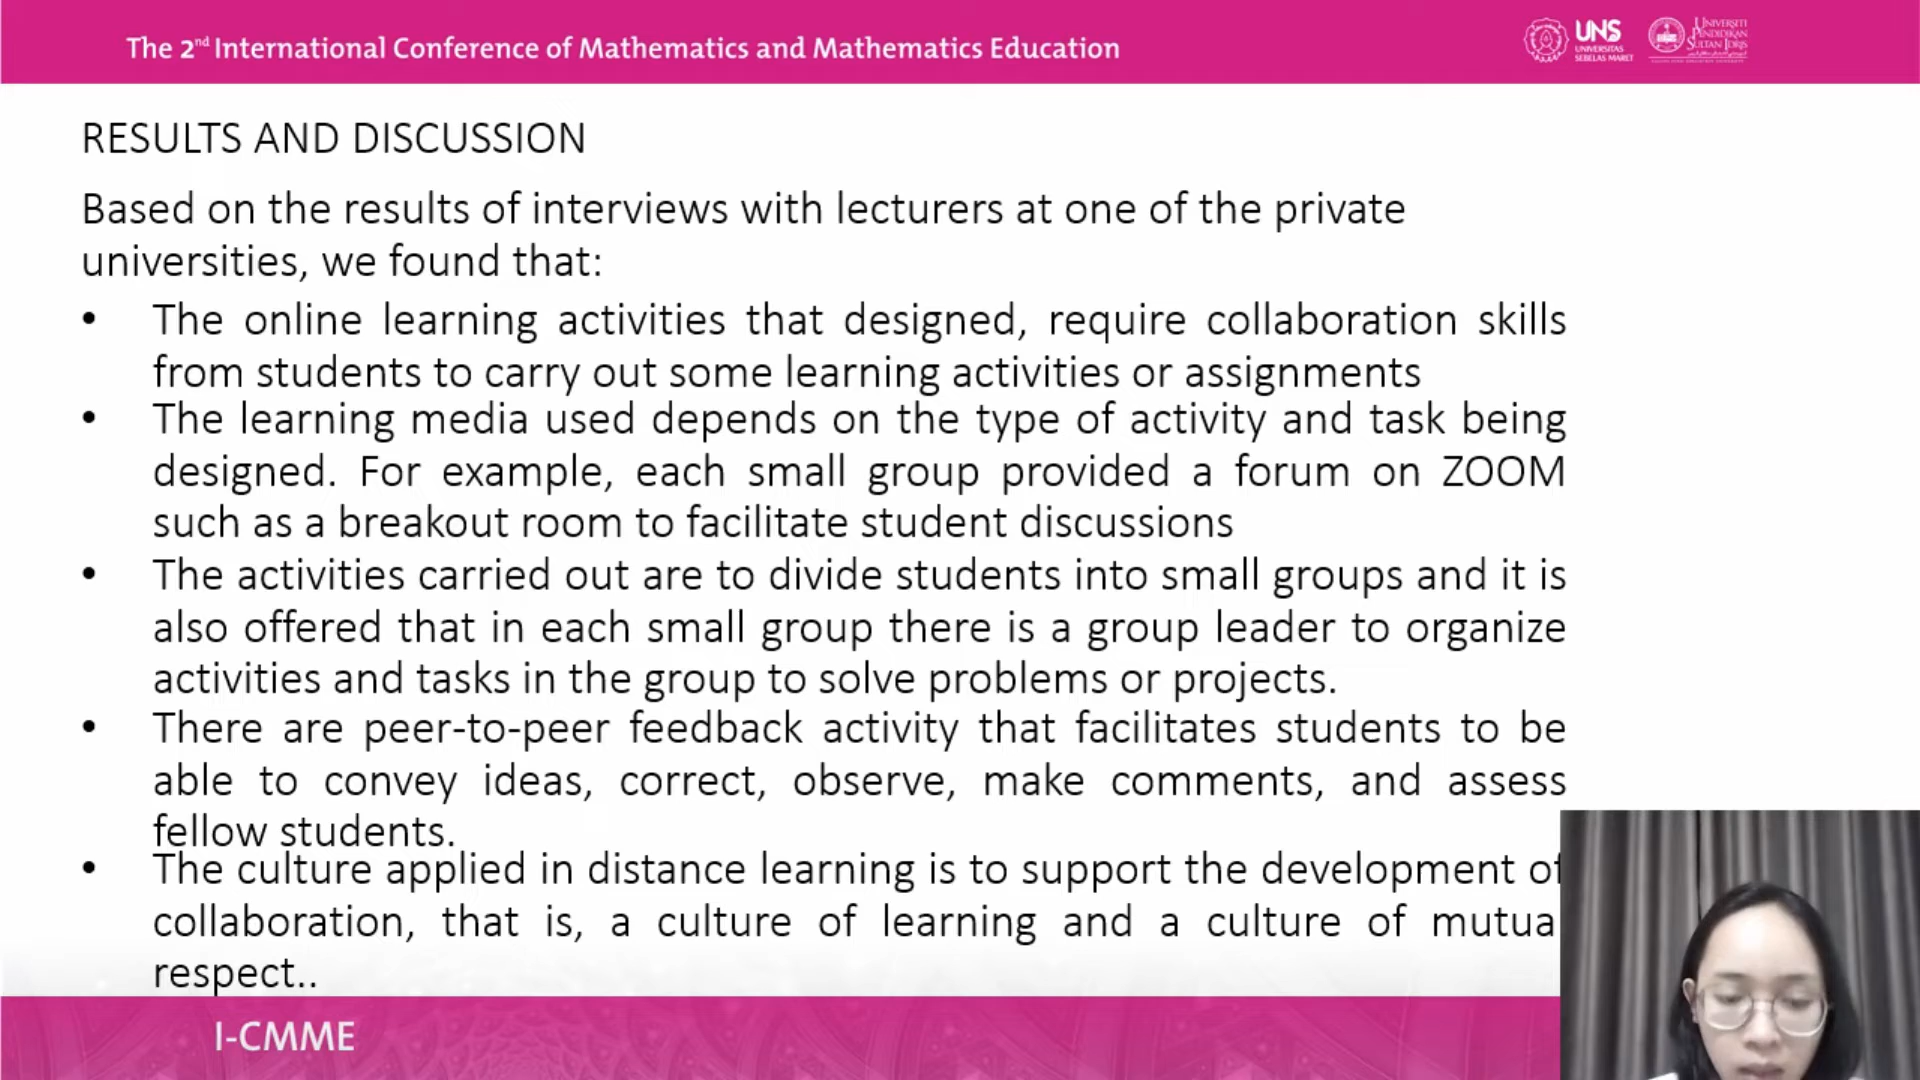 The 2nd International Conference of Mathematics and Mathematics Education
UNS
UNIVERSITAS
SEBELAS MARET
UNIVERSITI
PENDIDIKAN
SULTAN IDRIS
RESULTS AND DISCUSSION
Based on the results of interviews with lecturers at one of the private
universities, we found that:
• The online learning activities that designed, require collaboration skills
from students to carry out some learning activities or assignments
• The learning media used depends on the type of activity and task being
designed. For example, each small group provided a forum on ZOOM
such as a breakout room to facilitate student discussions
• The activities carried out are to divide students into small groups and it is
also offered that in each small group there is a group leader to organize
activities and tasks in the group to solve problems or projects.
• There are peer-to-peer feedback activity that facilitates students to be
able to convey ideas, correct, observe, make comments, and assess
fellow students.
• The culture applied in distance learning is to support the development of
collaboration, that is, a culture of learning and a culture of mutua
respect..
I-CMME